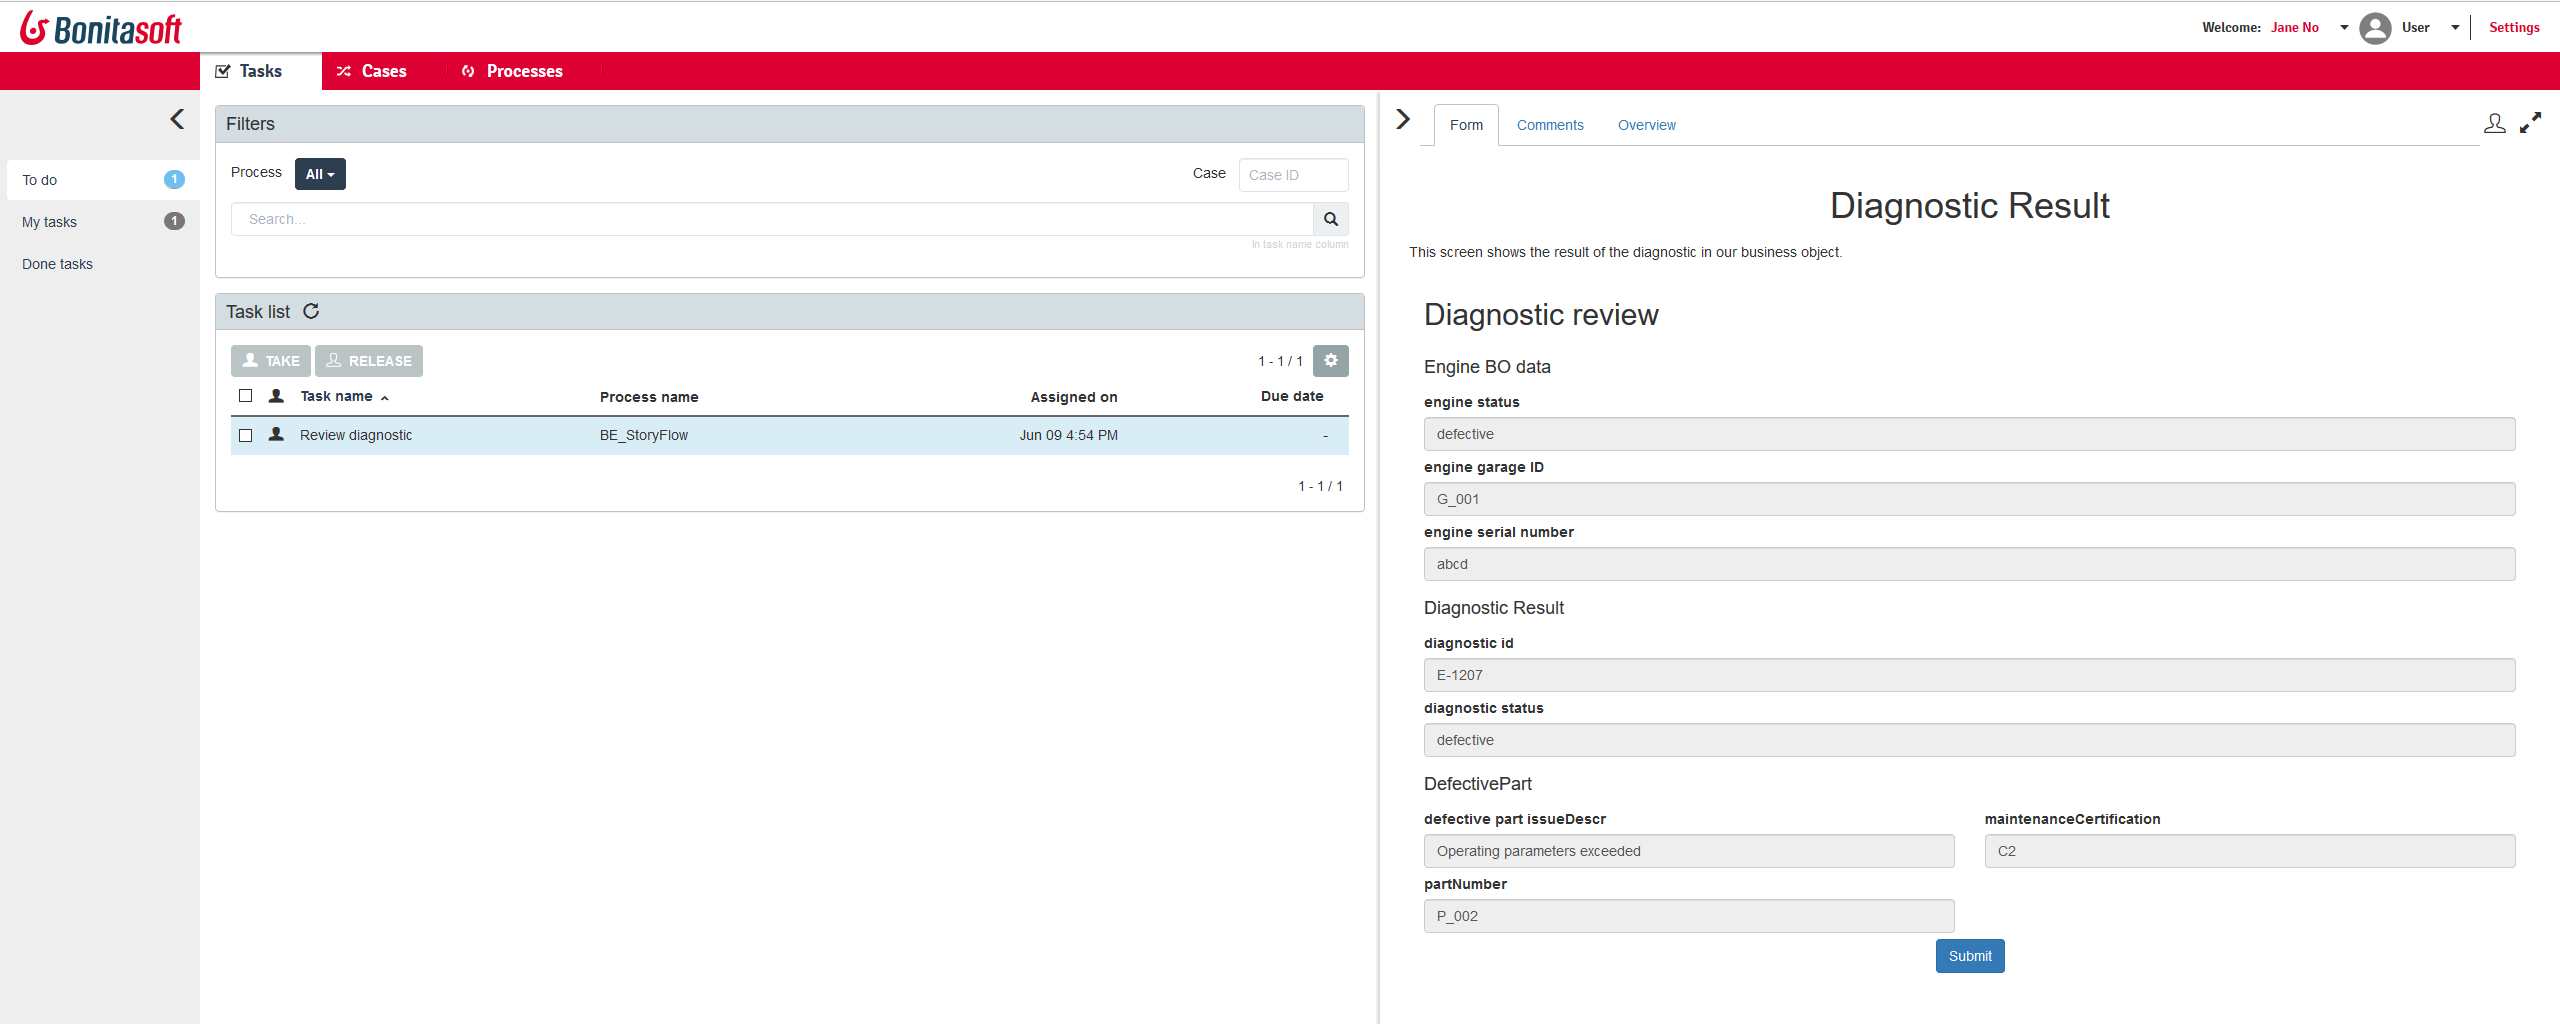 Bonitasoft
Welcome: Jane No User Settings
Tasks Cases Processes
To do 1
My tasks 1
Done tasks
Filters
Process All Case Case ID
Search...
In task name column
Task list
TAKE RELEASE 1 - 1 / 1
Task name Process name Assigned on Due date
Review diagnostic BE_StoryFlow Jun 09 4:54 PM -
1 - 1 / 1
Form Comments Overview
Diagnostic Result
This screen shows the result of the diagnostic in our business object.
Diagnostic review
Engine BO data
engine status
defective
engine garage ID
G_001
engine serial number
abcd
Diagnostic Result
diagnostic id
E-1207
diagnostic status
defective
DefectivePart
defective part issueDescr maintenanceCertification
Operating parameters exceeded C2
partNumber
P_002
Submit